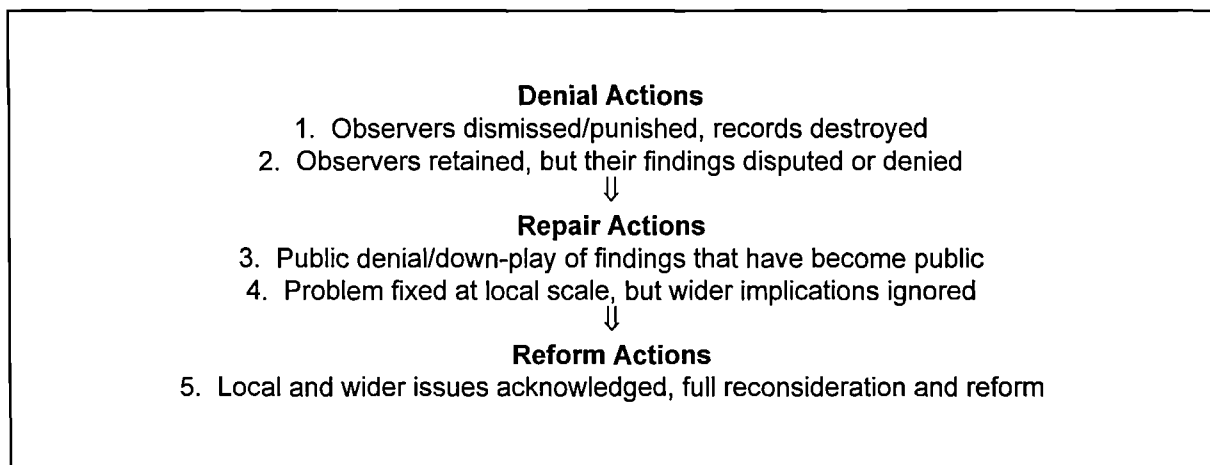 Denial Actions
1. Observers dismissed/punished, records destroyed
2. Observers retained, but their findings disputed or denied
⇓
Repair Actions
3. Public denial/down-play of findings that have become public
4. Problem fixed at local scale, but wider implications ignored
⇓
Reform Actions
5. Local and wider issues acknowledged, full reconsideration and reform